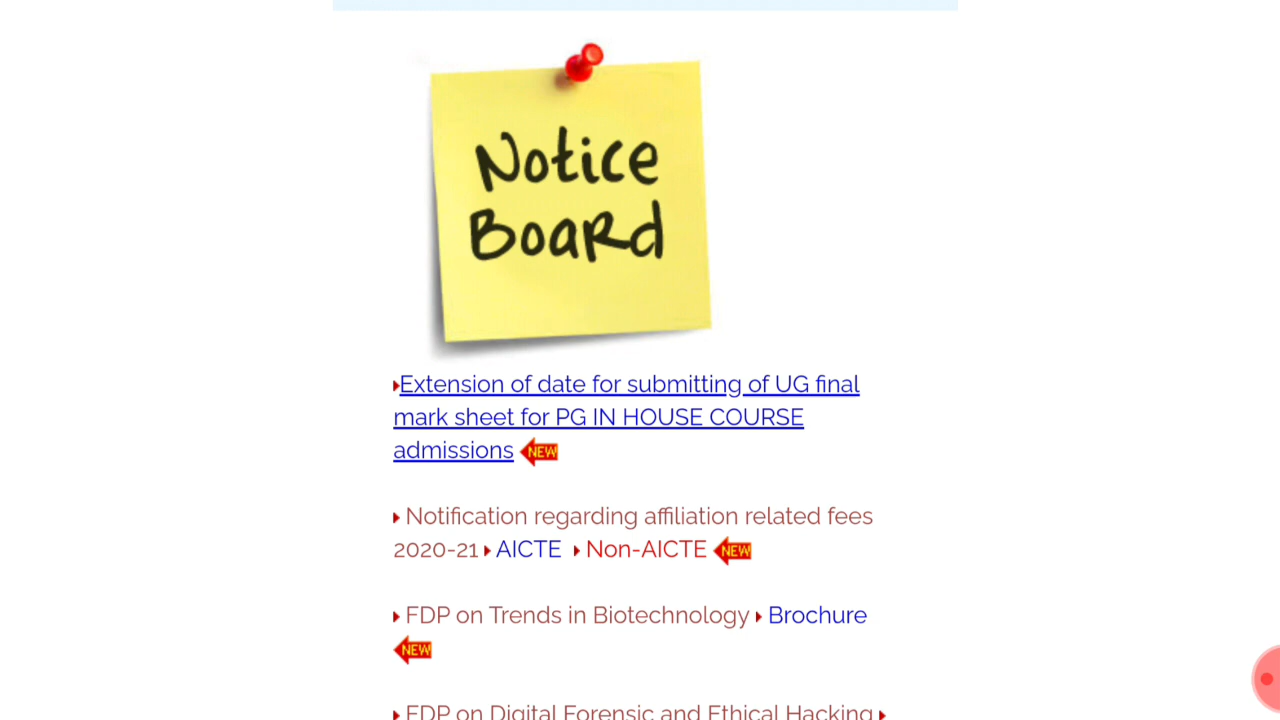 Notice
Board
Extension of date for submitting of UG final
mark sheet for PG IN HOUSE COURSE
admissions NEW
Notification regarding affiliation related fees
2020-21 AICTE Non-AICTE NEW
FDP on Trends in Biotechnology Brochure
NEW
FDP on Digital Forensic and Ethical Hacking